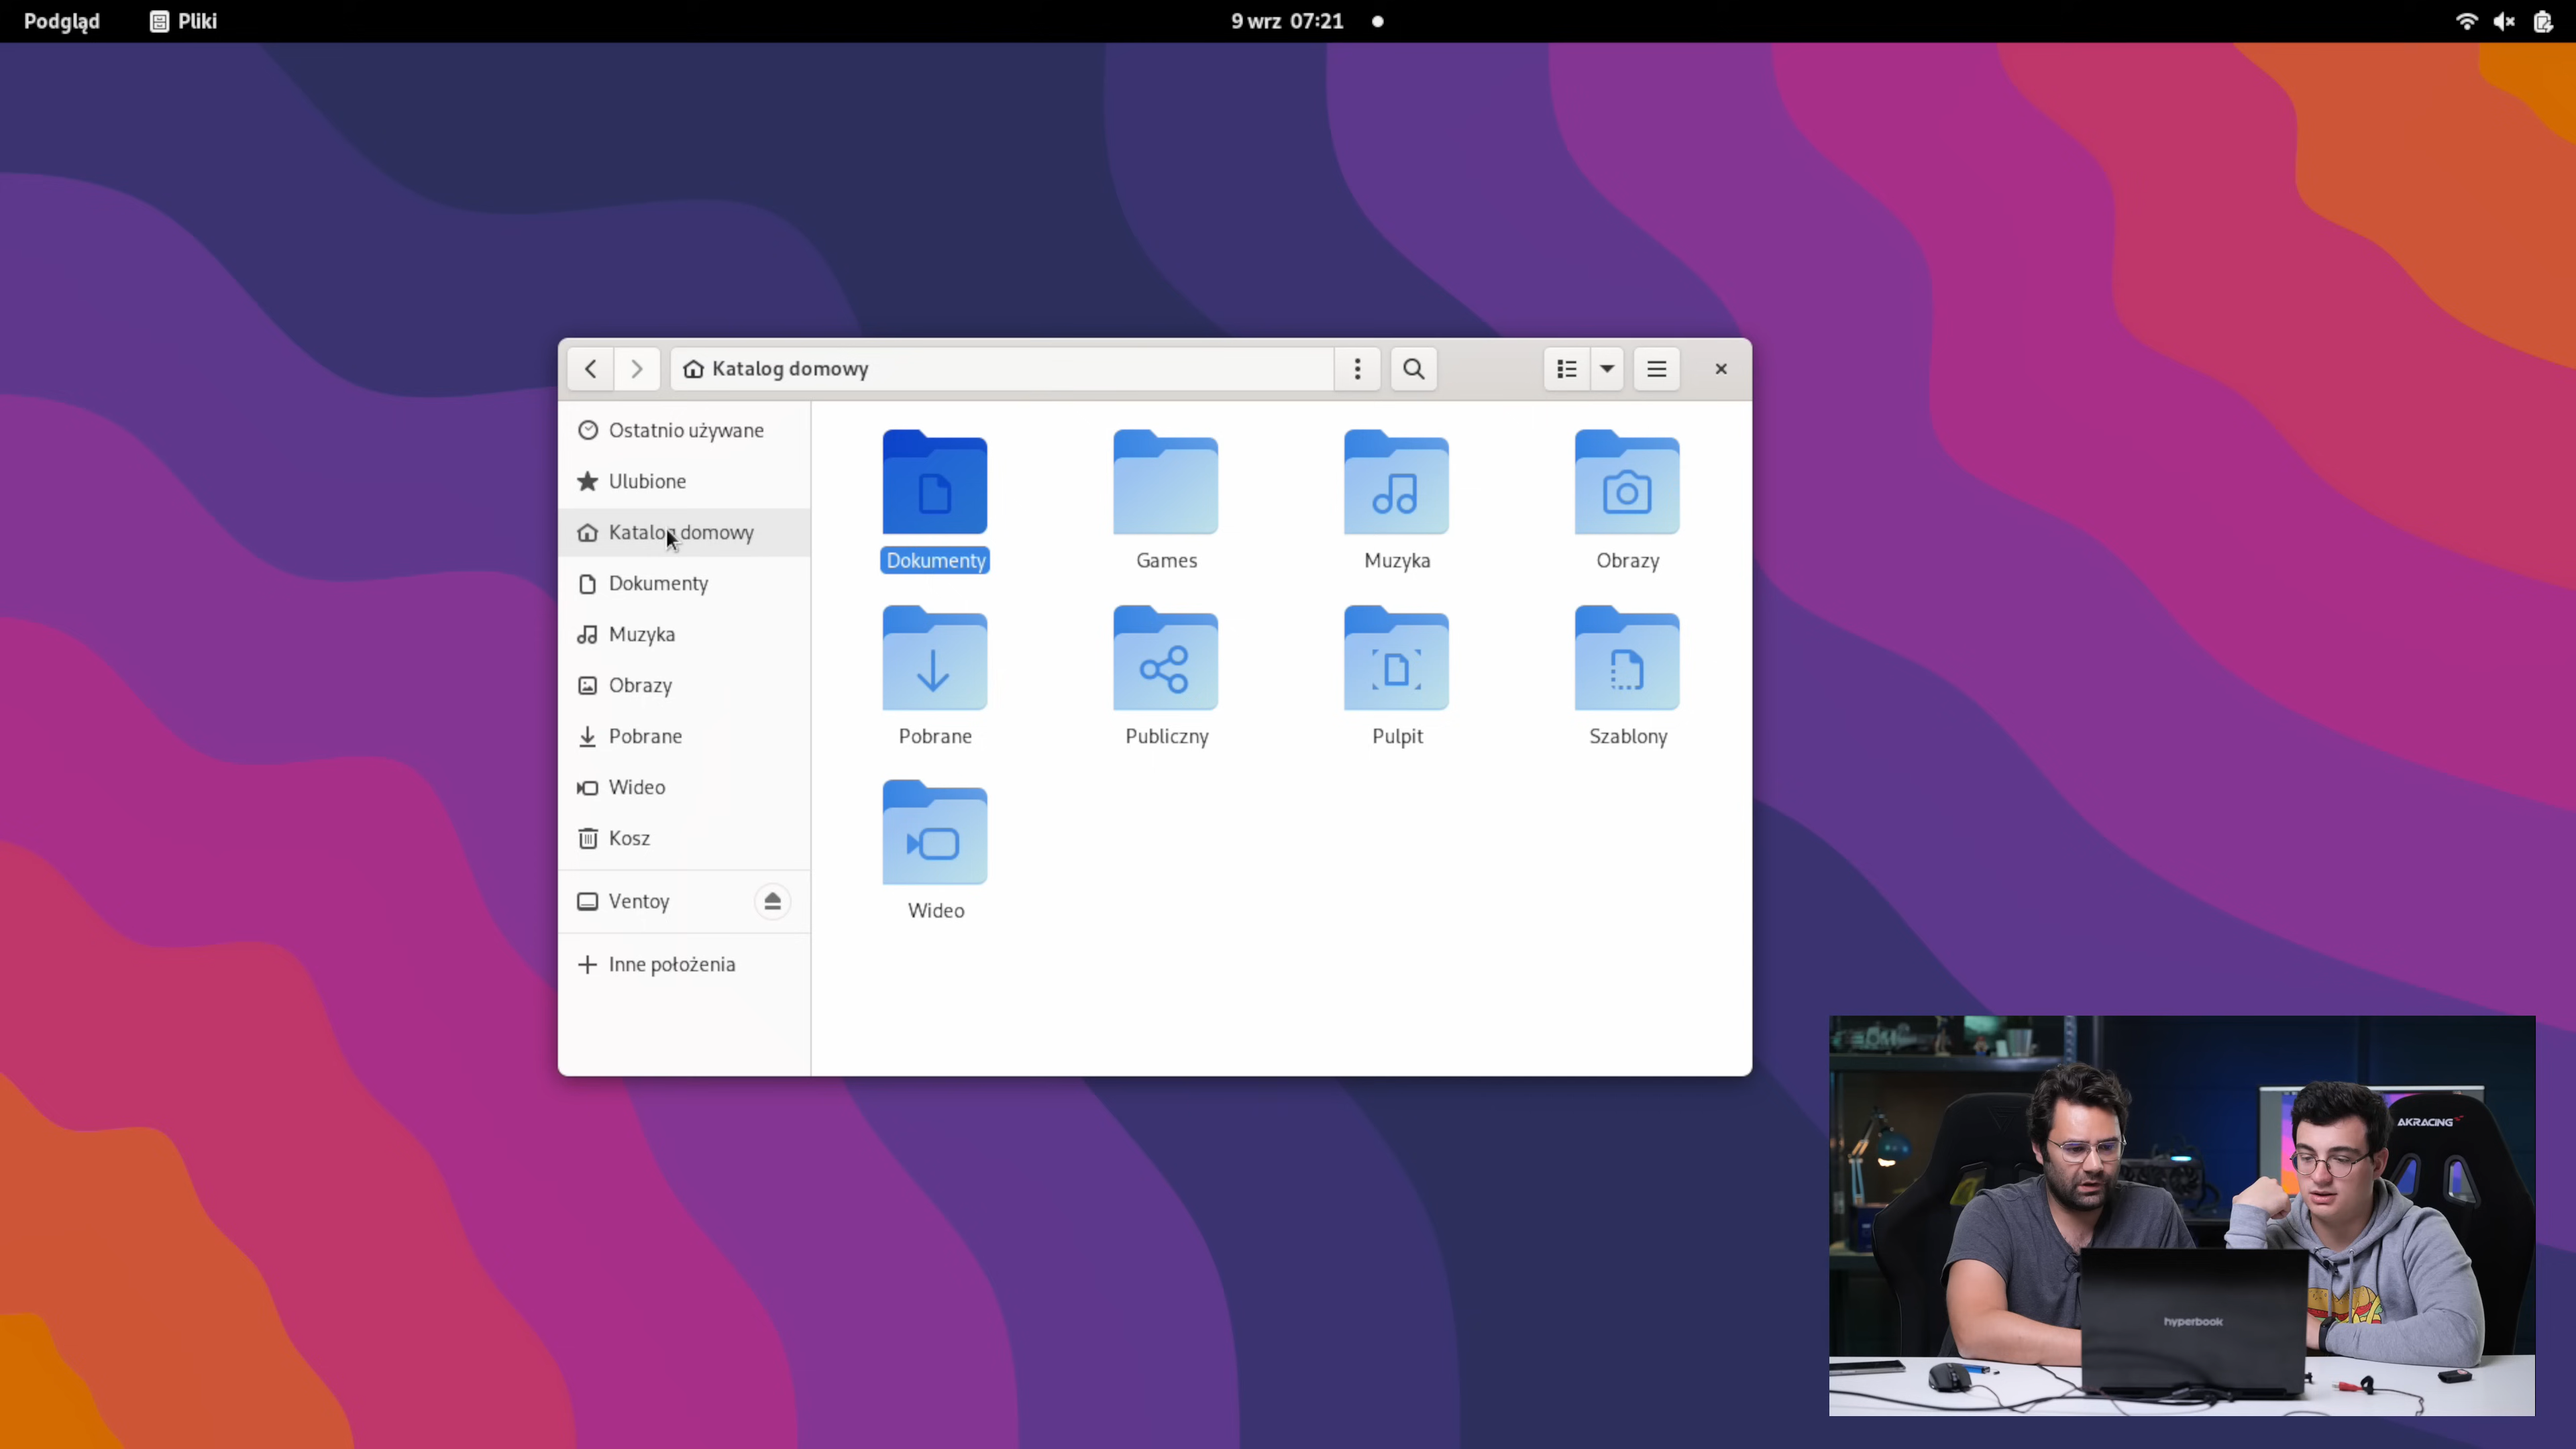 Podgląd Pliki 9 wrz 07:21
Katalog domowy
Ostatnio używane
Ulubione
Katalog domowy
Dokumenty
Muzyka
Obrazy
Pobrane
Wideo
Kosz
Ventoy
Inne położenia
Dokumenty Games Muzyka Obrazy
Pobrane Publiczny Pulpit Szablony
Wideo
AKRACING
hyperbook